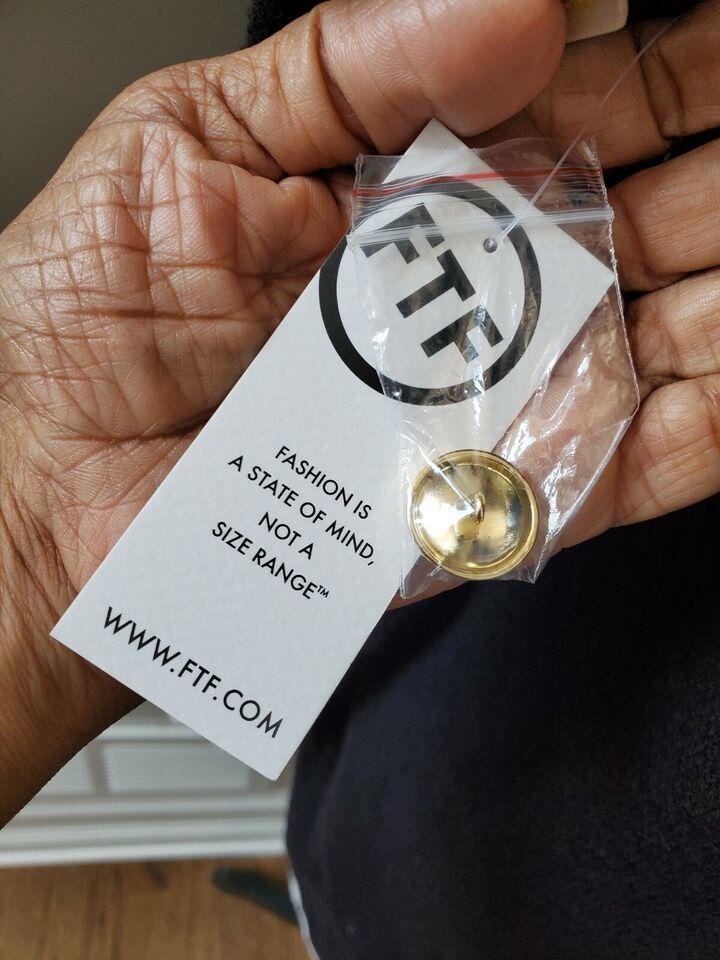 FTF
FASHION IS
A STATE OF MIND,
NOT A
SIZE RANGE™
WWW.FTF.COM